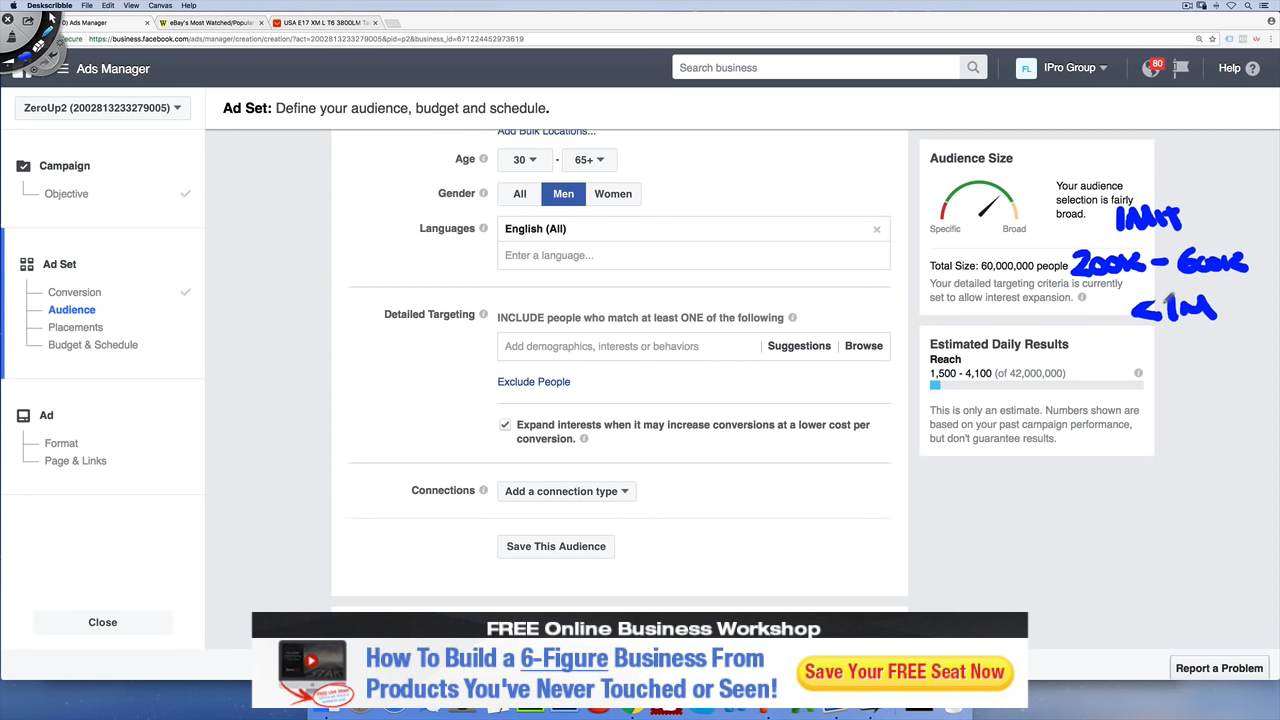 Deskscribble File Edit View Canvas Help
Ads Manager
eBay's Most Watched/Popula
USA E17 XM L T6 3800LM Ta
https://business.facebook.com/ads/manager/creation/creation/?act=2002813233279005&pid=p2&business_id=671224452973619
Ads Manager
Search business
FL IPro Group
80
Help
ZeroUp2 (2002813233279005)
Ad Set: Define your audience, budget and schedule.
Campaign
Objective
Ad Set
Conversion
Audience
Placements
Budget & Schedule
Ad
Format
Page & Links
Close
Add Bulk Locations...
Age 30 - 65+
Gender All Men Women
Languages English (All)
Enter a language...
Detailed Targeting INCLUDE people who match at least ONE of the following
Add demographics, interests or behaviors Suggestions Browse
Exclude People
Expand interests when it may increase conversions at a lower cost per
conversion.
Connections Add a connection type
Save This Audience
Audience Size
Your audience
selection is fairly
broad.
Specific Broad
Total Size: 60,000,000 people
200K - 600K
Your detailed targeting criteria is currently
set to allow interest expansion.
<1M
Estimated Daily Results
Reach
1,500 - 4,100 (of 42,000,000)
This is only an estimate. Numbers shown are
based on your past campaign performance,
but don't guarantee results.
FREE Online Business Workshop
How To Build a 6-Figure Business From
Products You've Never Touched or Seen!
Save Your FREE Seat Now
Report a Problem